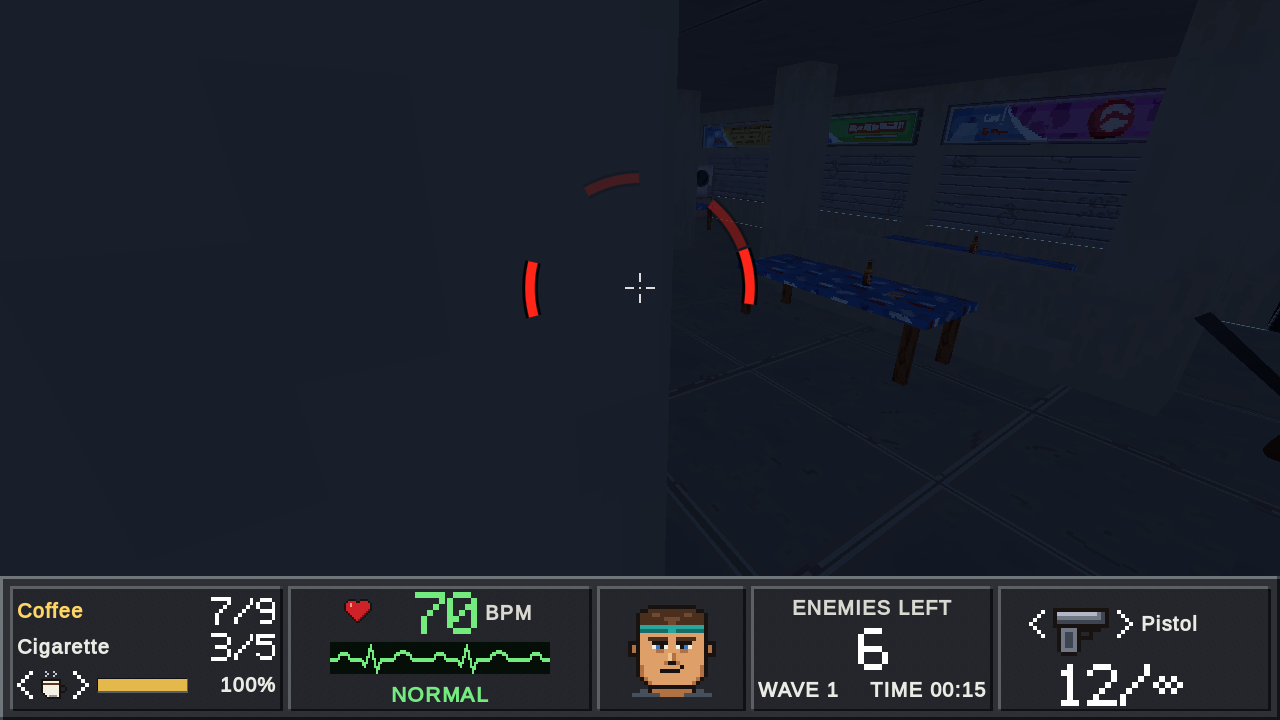 Coffee 7/9
Cigarette 3/5
100%
70 BPM
NORMAL
ENEMIES LEFT
6
WAVE 1 TIME 00:15
Pistol
12/∞